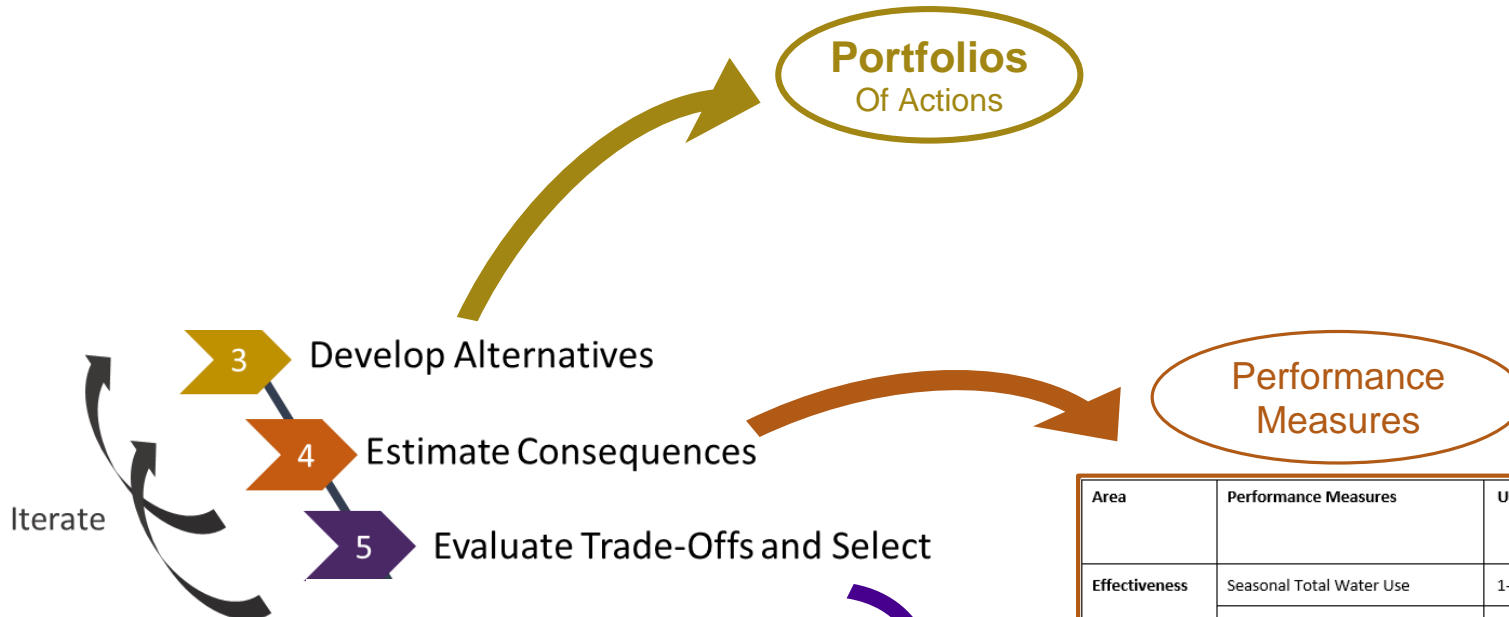 Portfolios
Of Actions
3 Develop Alternatives
Performance
Measures
4 Estimate Consequences
Iterate
5 Evaluate Trade-Offs and Select
Area Performance Measures U
Effectiveness Seasonal Total Water Use 1-